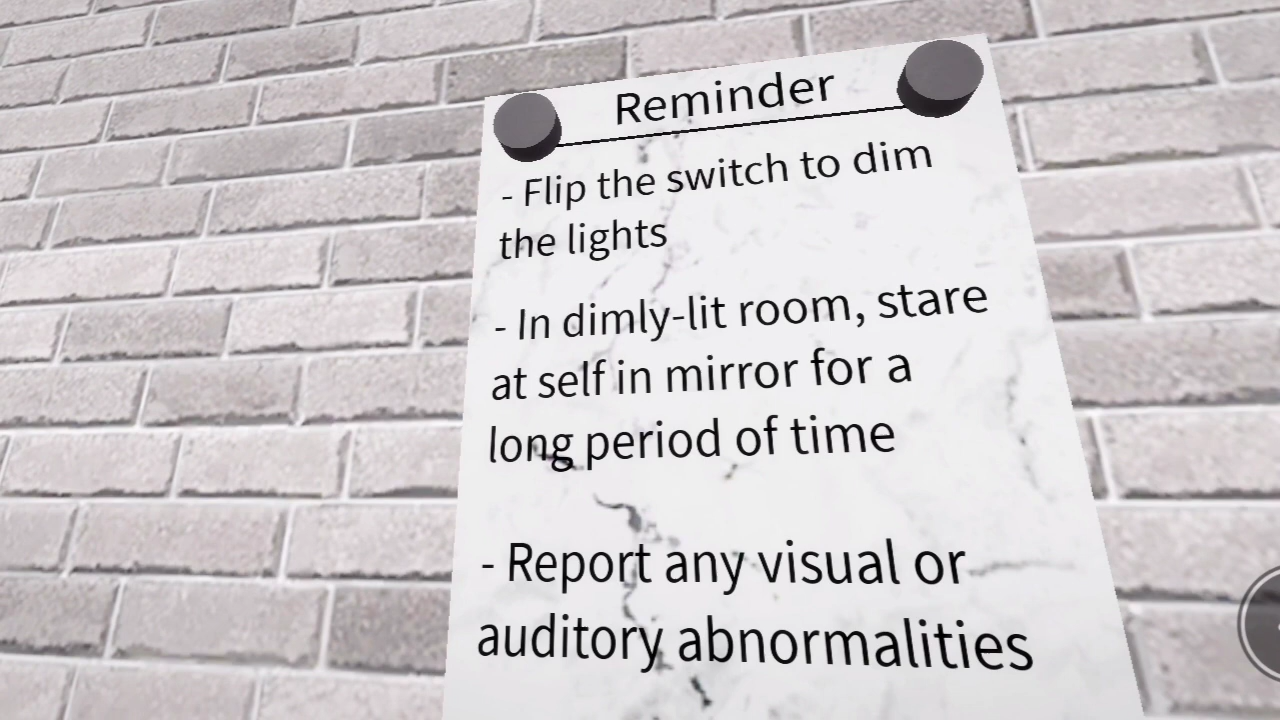 Reminder
- Flip the switch to dim
the lights
- In dimly-lit room, stare
at self in mirror for a
long period of time
- Report any visual or
auditory abnormalities